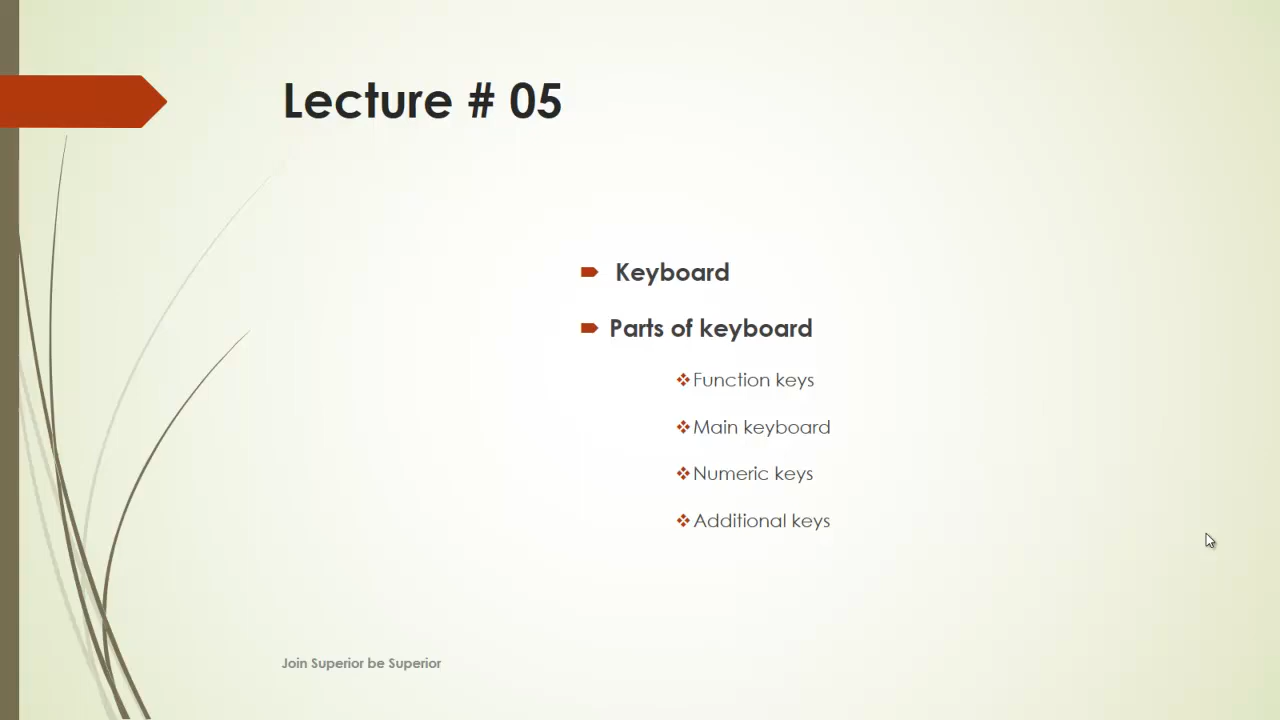 Lecture # 05
Keyboard
Parts of keyboard
Function keys
Main keyboard
Numeric keys
Additional keys
Join Superior be Superior